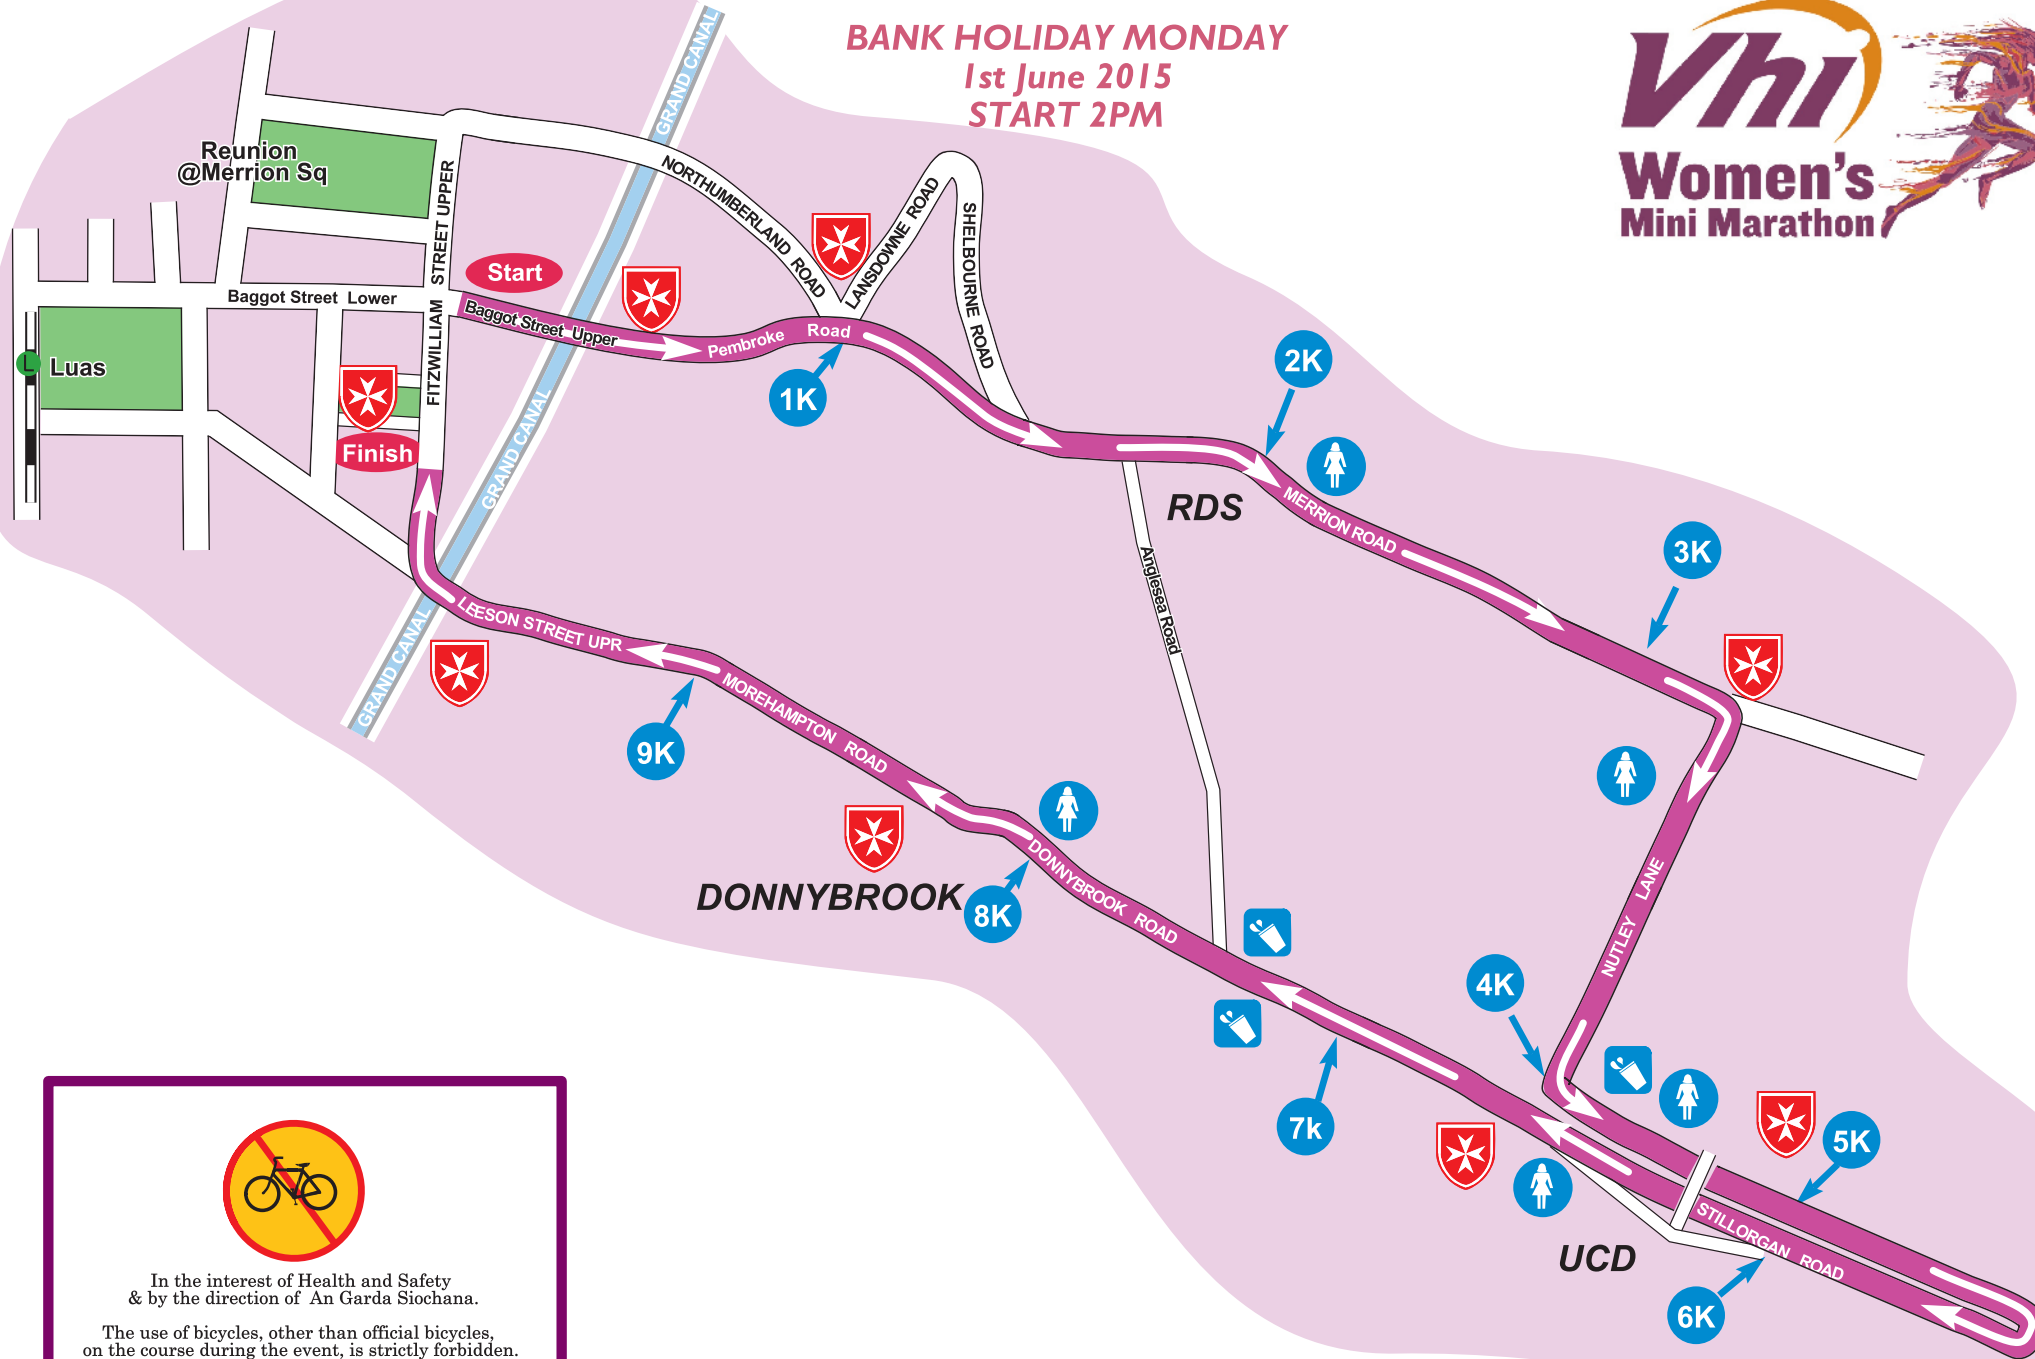 BANK HOLIDAY MONDAY
1st June 2015
START 2PM
Vhi
Women's
Mini Marathon
GRAND CANAL
Reunion
@Merrion Sq
FITZWILLIAM STREET UPPER
NORTHUMBERLAND ROAD
LANSDOWNE ROAD
SHELBOURNE ROAD
Start
Baggot Street Lower
Baggot Street Upper
Pembroke Road
L
Luas
1K
2K
Finish
GRAND CANAL
RDS
MERRION ROAD
3K
Anglesea Road
LEESON STREET UPR
GRAND CANAL
MOREHAMPTON ROAD
9K
DONNYBROOK
8K
DONNYBROOK ROAD
NUTLEY LANE
4K
7k
5K
STILLORGAN ROAD
UCD
6K
In the interest of Health and Safety
& by the direction of An Garda Siochana.
The use of bicycles, other than official bicycles,
on the course during the event, is strictly forbidden.